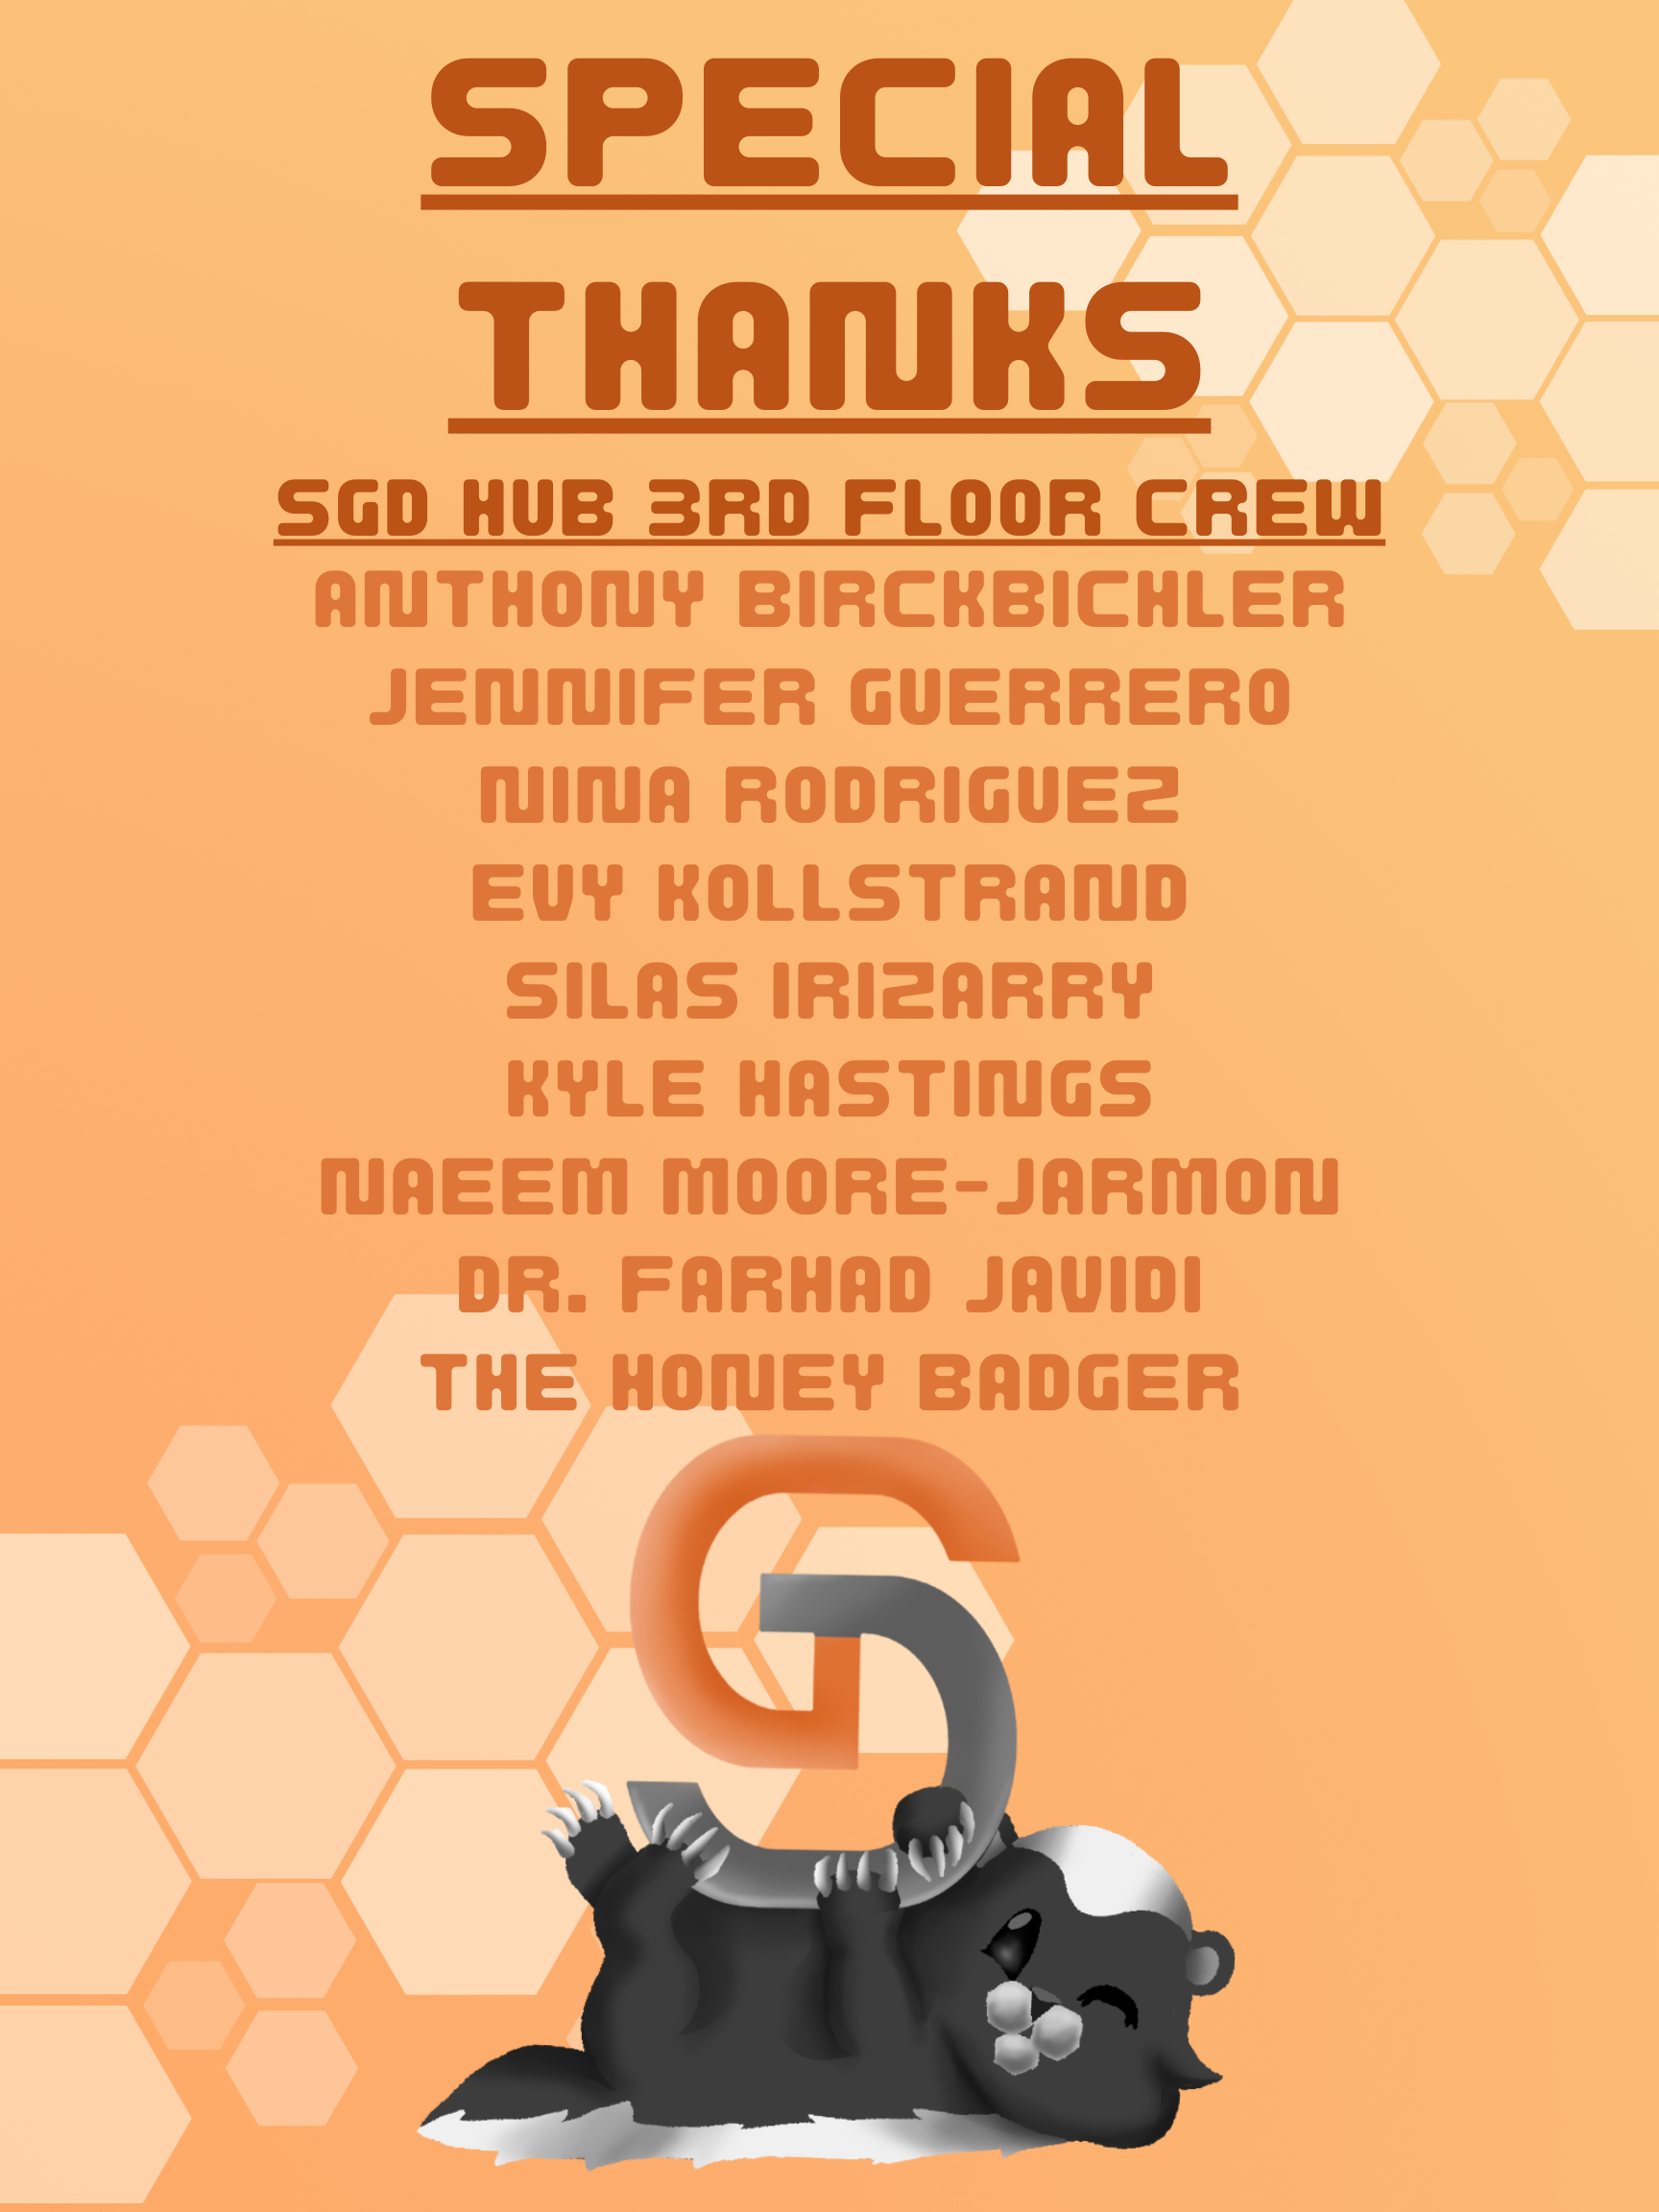 SPECIAL
THANKS
SGD HUB 3RD FLOOR CREW
ANTHONY BIRCKBICHLER
JENNIFER GUERRERO
NINA RODRIGUEZ
EVY KOLLSTRAND
SILAS IRIZARRY
KYLE HASTINGS
NAEEM MOORE-JARMON
DR. FARHAD JAVIDI
THE HONEY BADGER